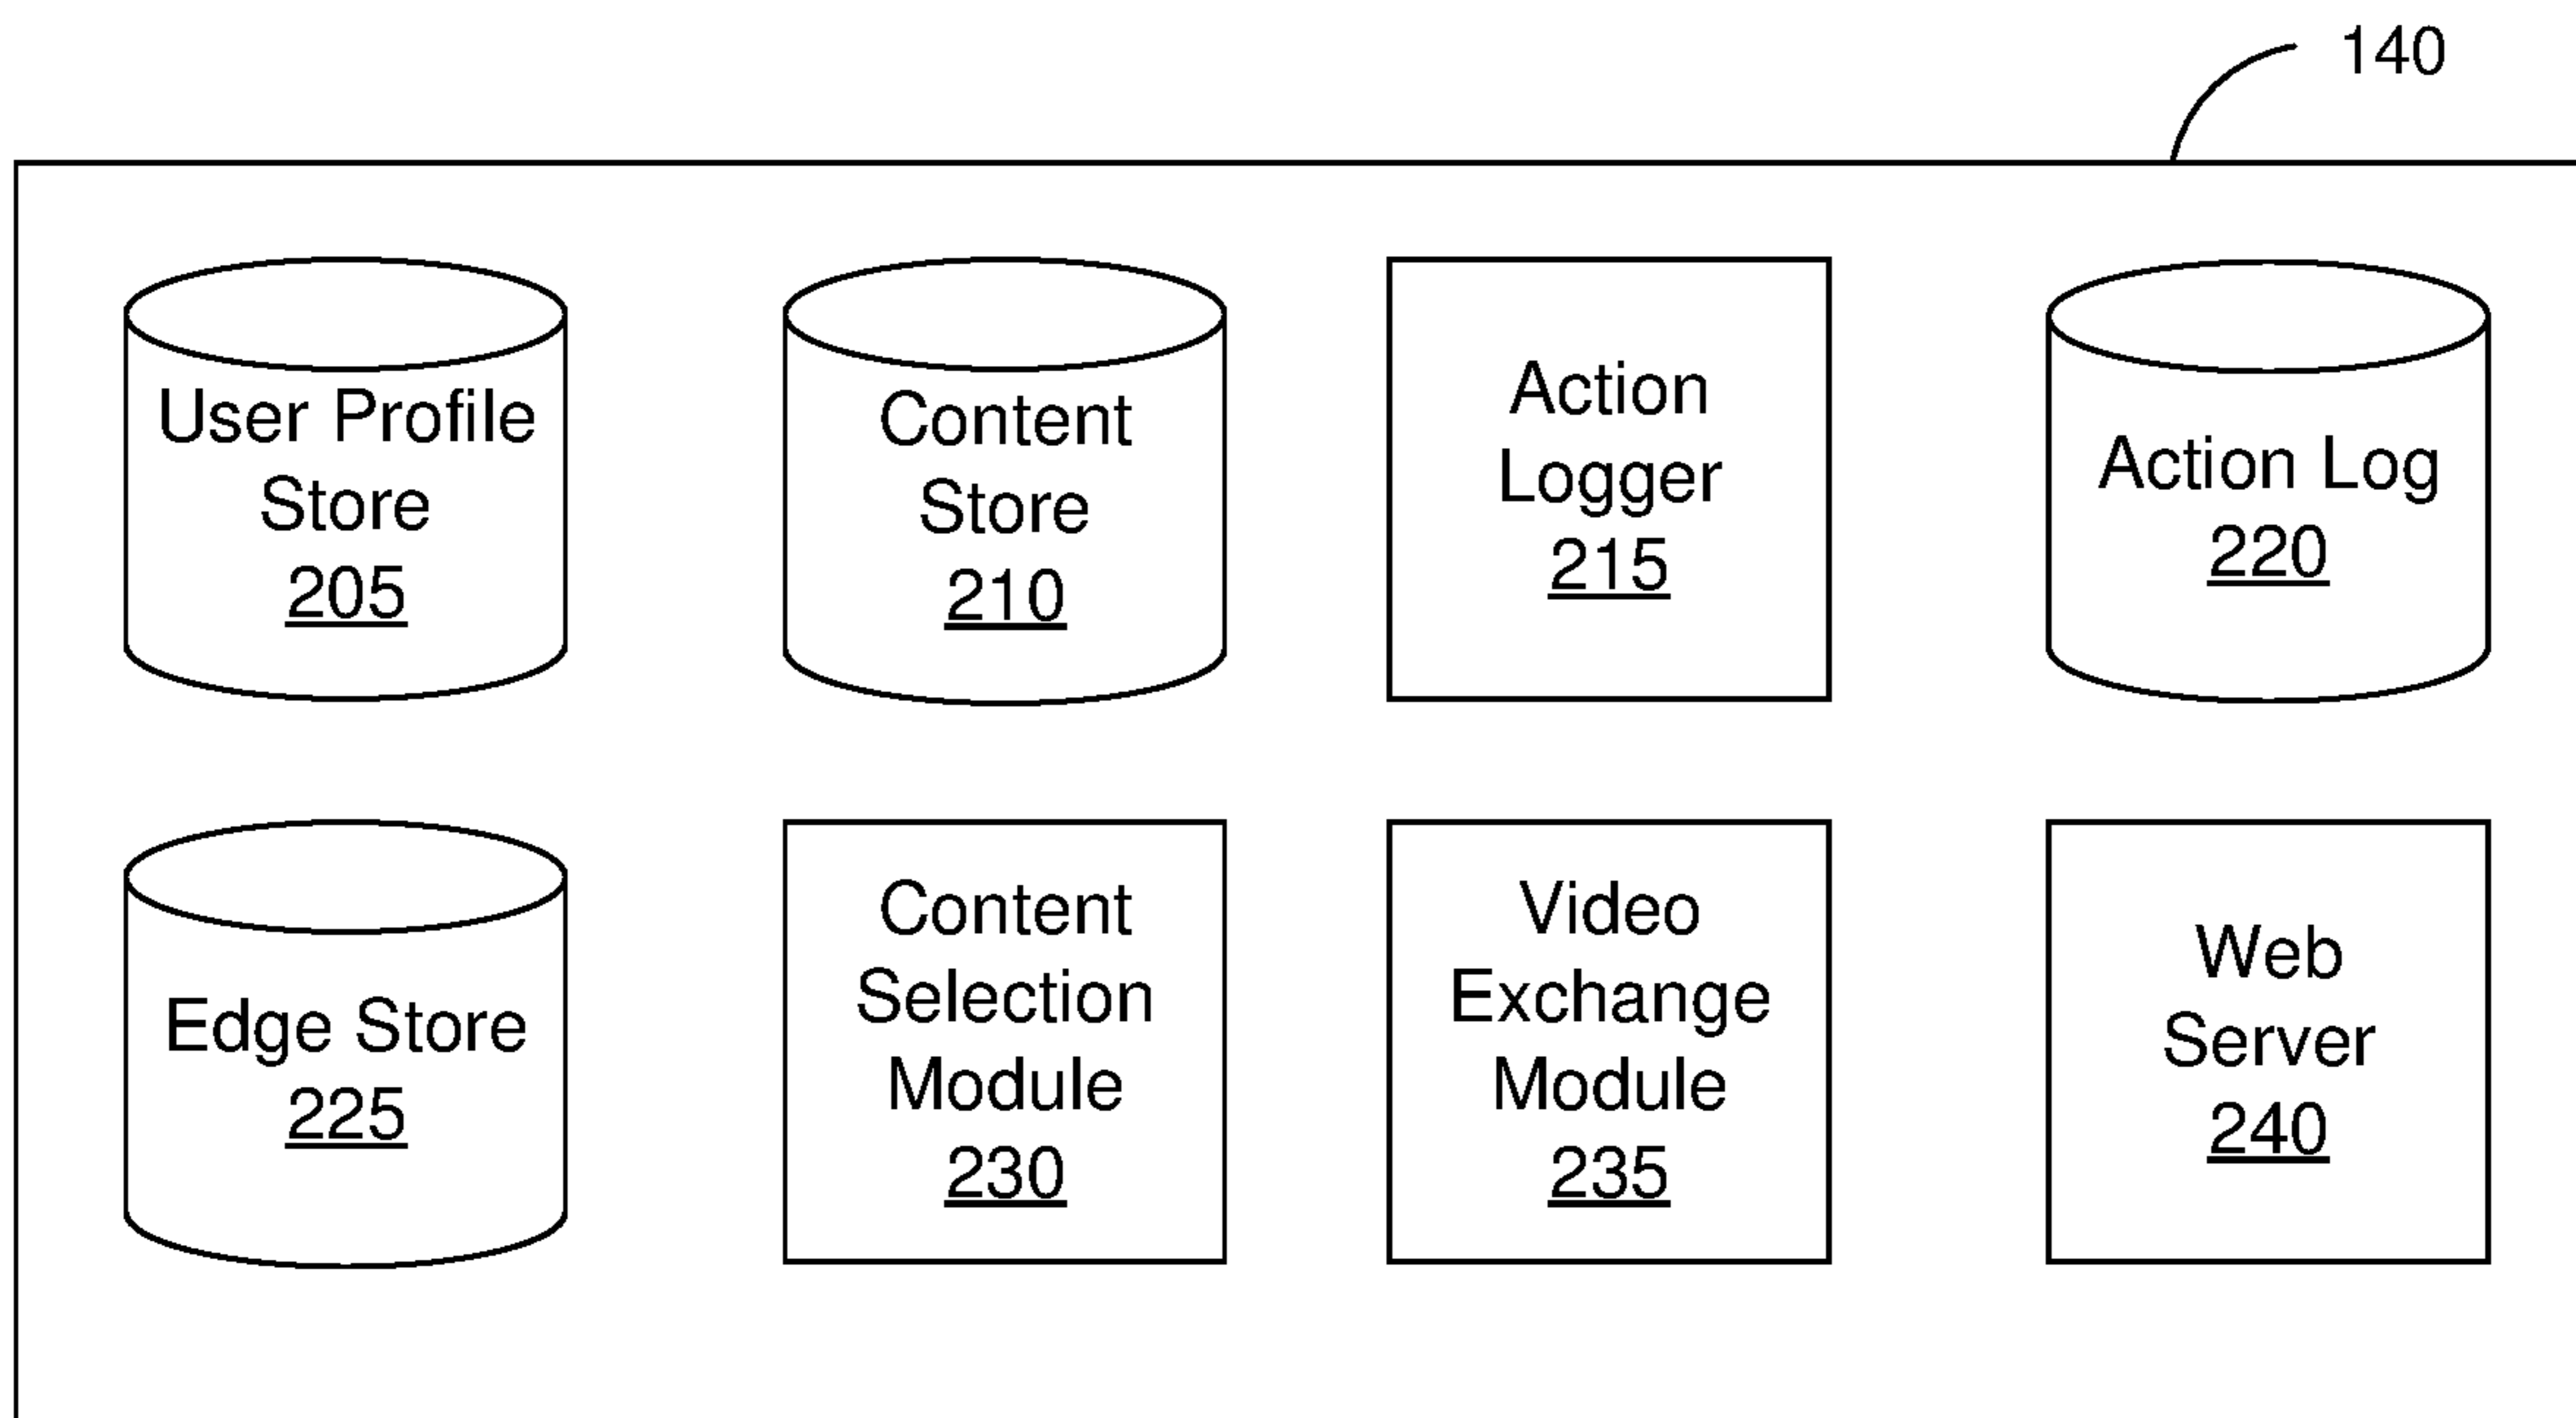 140
User Profile
Store
205
Content
Store
210
Action
Logger
215
Action Log
220
Edge Store
225
Content
Selection
Module
230
Video
Exchange
Module
235
Web
Server
240